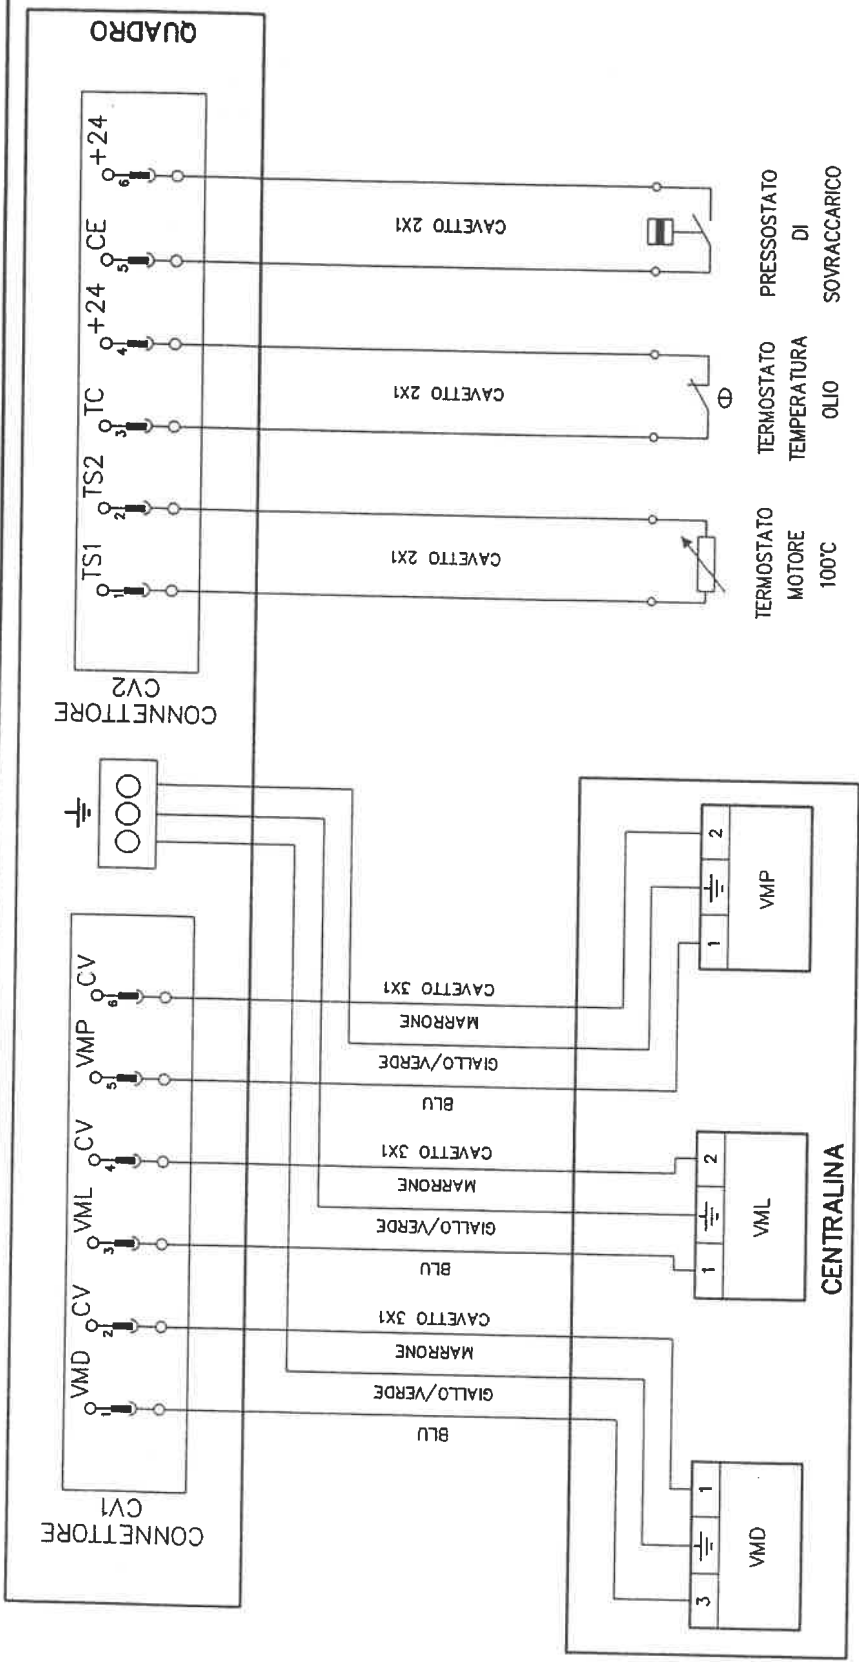 QUADRO
CONNETTORE
CV1
VMD
CV
VML
CV
VMP
CV
1
2
3
4
5
6
CONNETTORE
CV2
TS1
TS2
TC
+24
CE
+24
1
2
3
4
5
6
BLU
GIALLO/VERDE
MARRONE
CAVETTO 3X1
BLU
GIALLO/VERDE
MARRONE
CAVETTO 3X1
BLU
GIALLO/VERDE
MARRONE
CAVETTO 3X1
CAVETTO 2X1
CAVETTO 2X1
CAVETTO 2X1
3
1
VMD
1
2
VML
1
2
VMP
CENTRALINA
TERMOSTATO
MOTORE
100°C
TERMOSTATO
TEMPERATURA
OLIO
PRESSOSTATO
DI
SOVRACCARICO